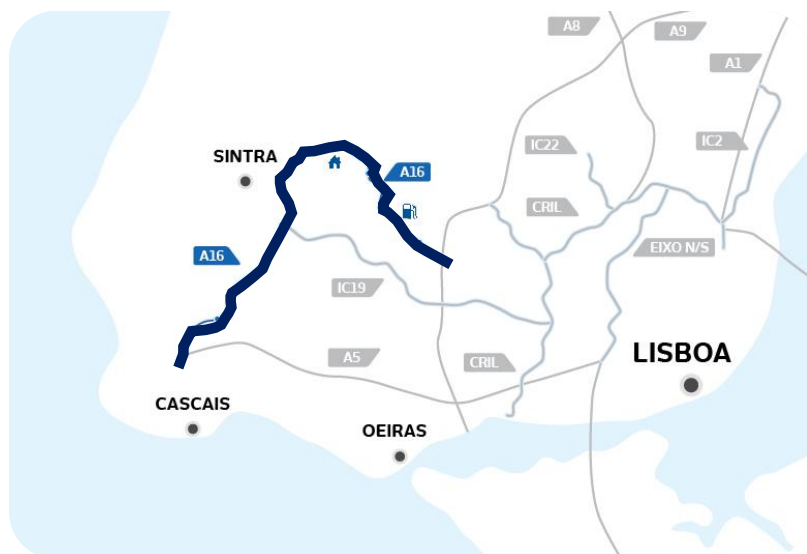 A8
A9
A1
IC22
IC2
SINTRA
A16
CRIL
A16
EIXO N/S
IC19
A5
CRIL
LISBOA
CASCAIS
OEIRAS